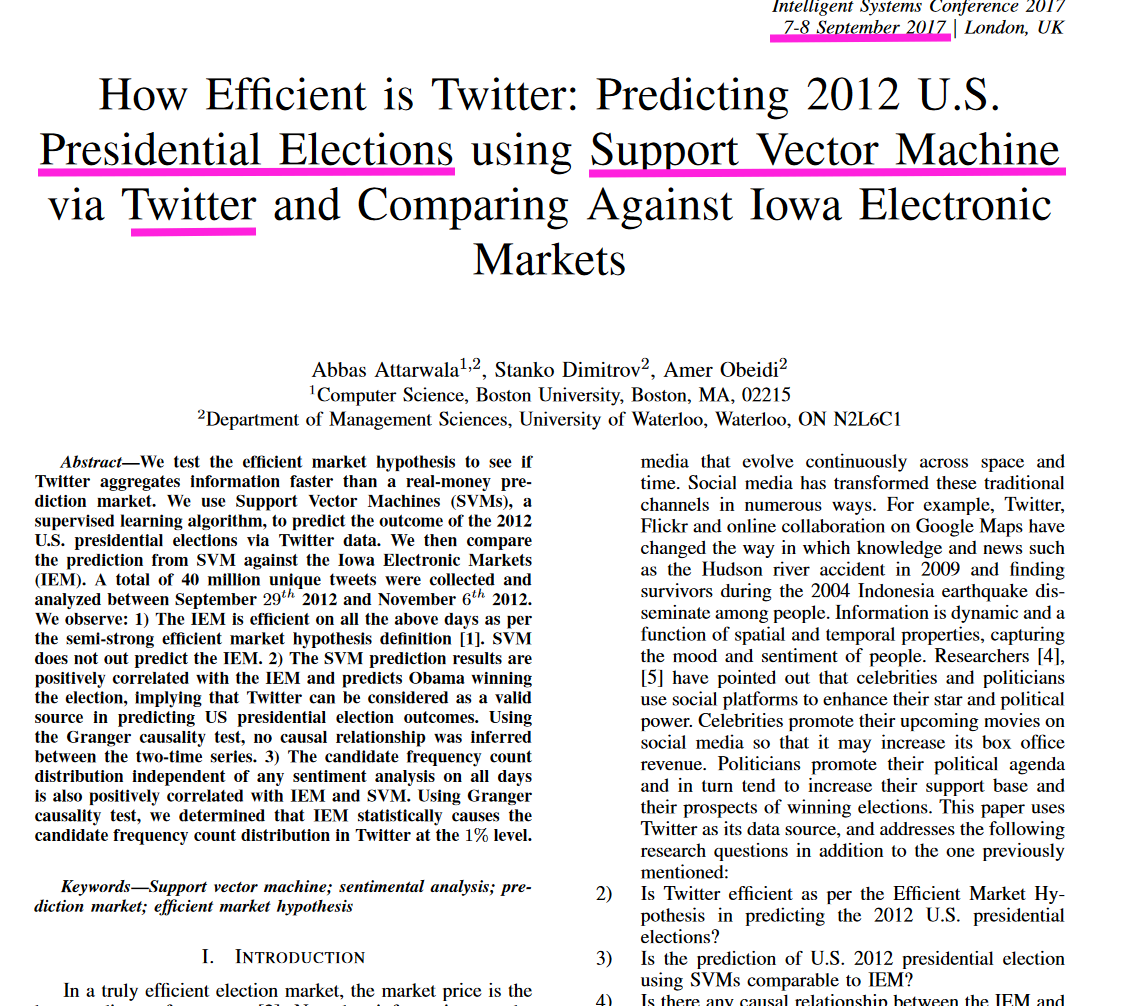 Intelligent Systems Conference 2017
7-8 September 2017 | London, UK
How Efficient is Twitter: Predicting 2012 U.S.
Presidential Elections using Support Vector Machine
via Twitter and Comparing Against Iowa Electronic
Markets
Abbas Attarwala1,2, Stanko Dimitrov2, Amer Obeidi2
1Computer Science, Boston University, Boston, MA, 02215
2Department of Management Sciences, University of Waterloo, Waterloo, ON N2L6C1
Abstract—We test the efficient market hypothesis to see if
Twitter aggregates information faster than a real-money pre-
diction market. We use Support Vector Machines (SVMs), a
supervised learning algorithm, to predict the outcome of the 2012
U.S. presidential elections via Twitter data. We then compare
the prediction from SVM against the Iowa Electronic Markets
(IEM). A total of 40 million unique tweets were collected and
analyzed between September 29th 2012 and November 6th 2012.
We observe: 1) The IEM is efficient on all the above days as per
the semi-strong efficient market hypothesis definition [1]. SVM
does not out predict the IEM. 2) The SVM prediction results are
positively correlated with the IEM and predicts Obama winning
the election, implying that Twitter can be considered as a valid
source in predicting US presidential election outcomes. Using
the Granger causality test, no causal relationship was inferred
between the two-time series. 3) The candidate frequency count
distribution independent of any sentiment analysis on all days
is also positively correlated with IEM and SVM. Using Granger
causality test, we determined that IEM statistically causes the
candidate frequency count distribution in Twitter at the 1% level.
Keywords—Support vector machine; sentimental analysis; pre-
diction market; efficient market hypothesis
I. INTRODUCTION
In a truly efficient election market, the market price is the
media that evolve continuously across space and
time. Social media has transformed these traditional
channels in numerous ways. For example, Twitter,
Flickr and online collaboration on Google Maps have
changed the way in which knowledge and news such
as the Hudson river accident in 2009 and finding
survivors during the 2004 Indonesia earthquake dis-
seminate among people. Information is dynamic and a
function of spatial and temporal properties, capturing
the mood and sentiment of people. Researchers [4],
[5] have pointed out that celebrities and politicians
use social platforms to enhance their star and political
power. Celebrities promote their upcoming movies on
social media so that it may increase its box office
revenue. Politicians promote their political agenda
and in turn tend to increase their support base and
their prospects of winning elections. This paper uses
Twitter as its data source, and addresses the following
research questions in addition to the one previously
mentioned:
2) Is Twitter efficient as per the Efficient Market Hy-
pothesis in predicting the 2012 U.S. presidential
elections?
3) Is the prediction of U.S. 2012 presidential election
using SVMs comparable to IEM?
4) Is there any causal relationship between the IEM and